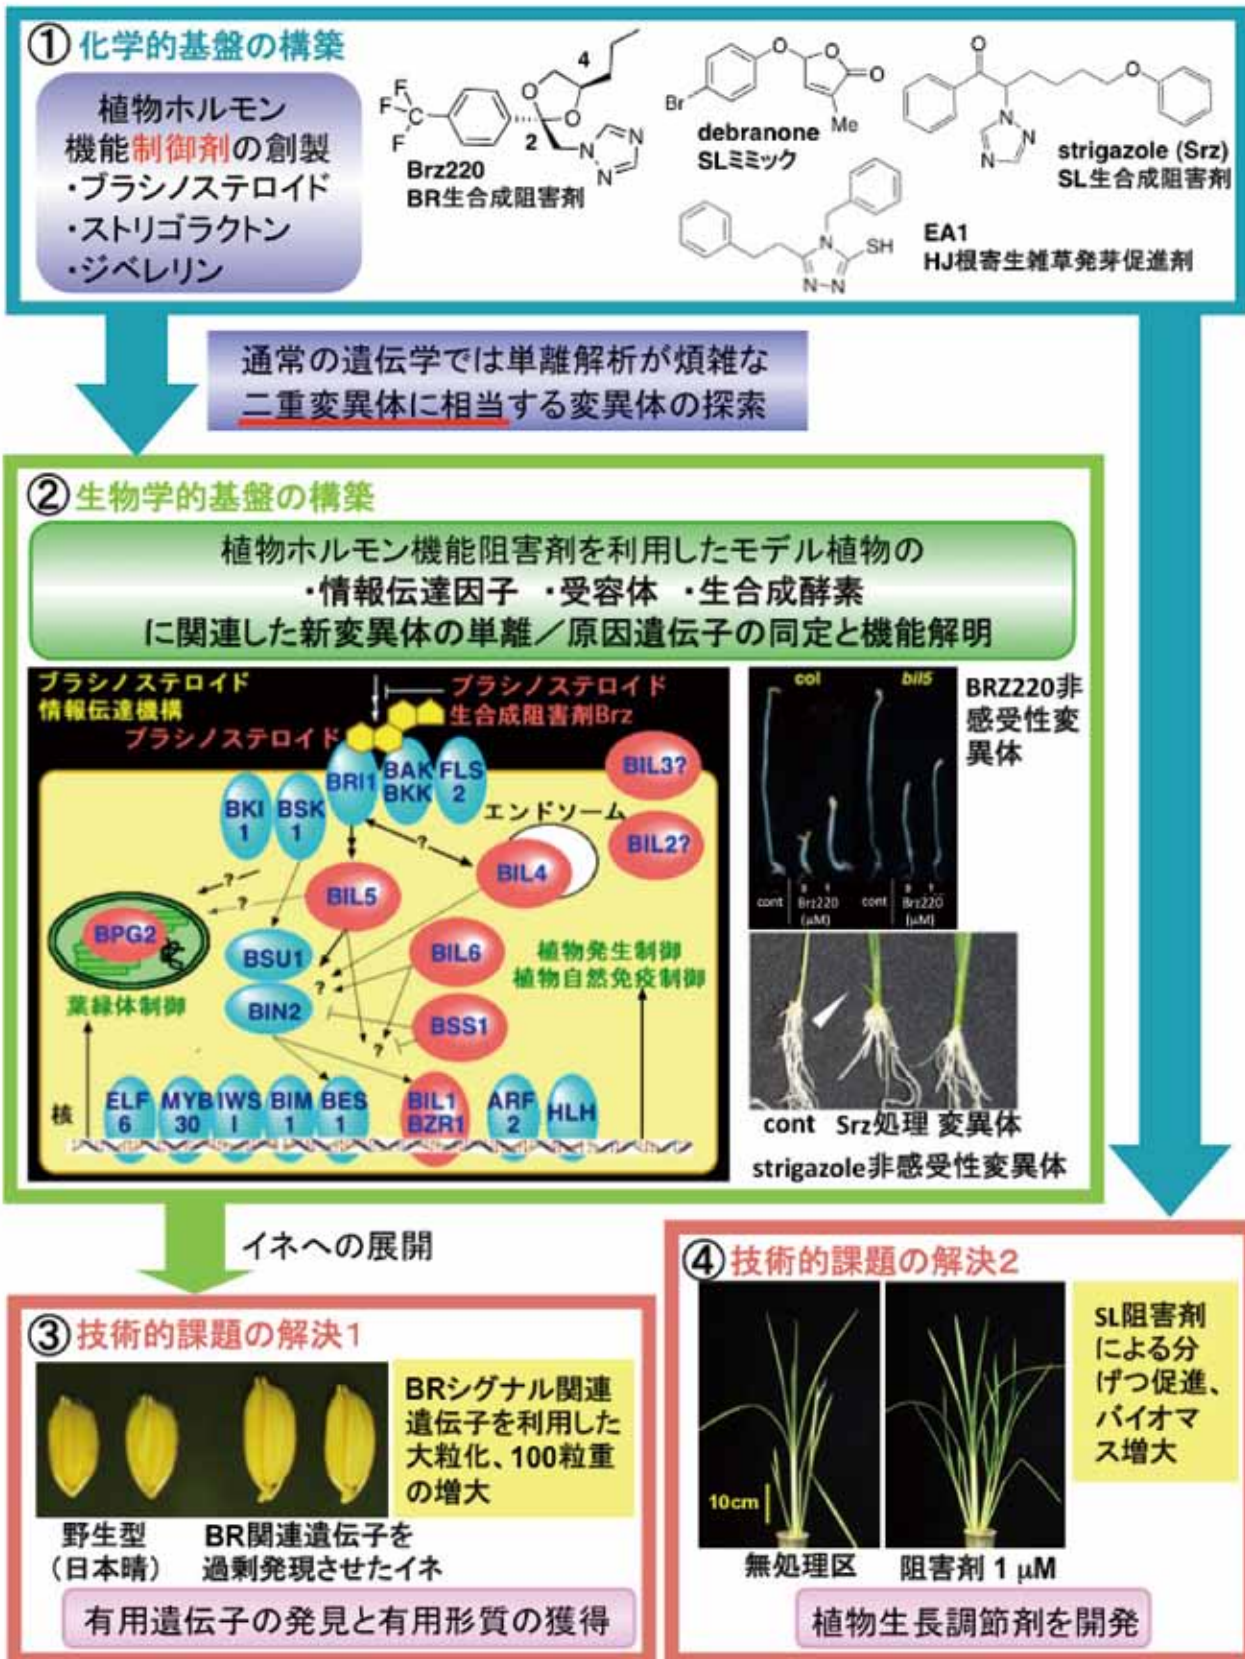 ① 化学的基盤の構築
植物ホルモン
機能制御剤の創製
・ブラシノステロイド
・ストリゴラクトン
・ジベレリン
F
F
F
4
O
O
2
N
N
N
Brz220
BR生合成阻害剤
O
O
O
Br
Me
debranone
SLミミック
O
O
N
N
N
strigazole (Srz)
SL生合成阻害剤
N
SH
N-N
EA1
HJ根寄生雑草発芽促進剤
通常の遺伝学では単離解析が煩雑な
二重変異体に相当する変異体の探索
② 生物学的基盤の構築
植物ホルモン機能阻害剤を利用したモデル植物の
・情報伝達因子 ・受容体 ・生合成酵素
に関連した新変異体の単離／原因遺伝子の同定と機能解明
ブラシノステロイド
情報伝達機構
ブラシノステロイド
生合成阻害剤Brz
ブラシノステロイド
BRI1
BAK
BKK
FLS
2
BKI
1
BSK
1
エンドソーム
BIL3?
BIL2?
BIL4
?
?
?
BIL5
BPG2
葉緑体制御
BSU1
BIL6
植物発生制御
植物自然免疫制御
?
BIN2
BSS1
?
核
ELF
6
MYB
30
IWS
I
BIM
1
BES
1
BIL1
BZR1
ARF
2
HLH
col
bil5
cont
Brz220
(μM)
cont
Brz220
(μM)
BRZ220非
感受性変
異体
cont Srz処理 変異体
strigazole非感受性変異体
イネへの展開
③ 技術的課題の解決1
BRシグナル関連
遺伝子を利用した
大粒化、100粒重
の増大
野生型
（日本晴）
BR関連遺伝子を
過剰発現させたイネ
有用遺伝子の発見と有用形質の獲得
④ 技術的課題の解決2
10cm
SL阻害剤
による分
げつ促進、
バイオマ
ス増大
無処理区
阻害剤 1 μM
植物生長調節剤を開発